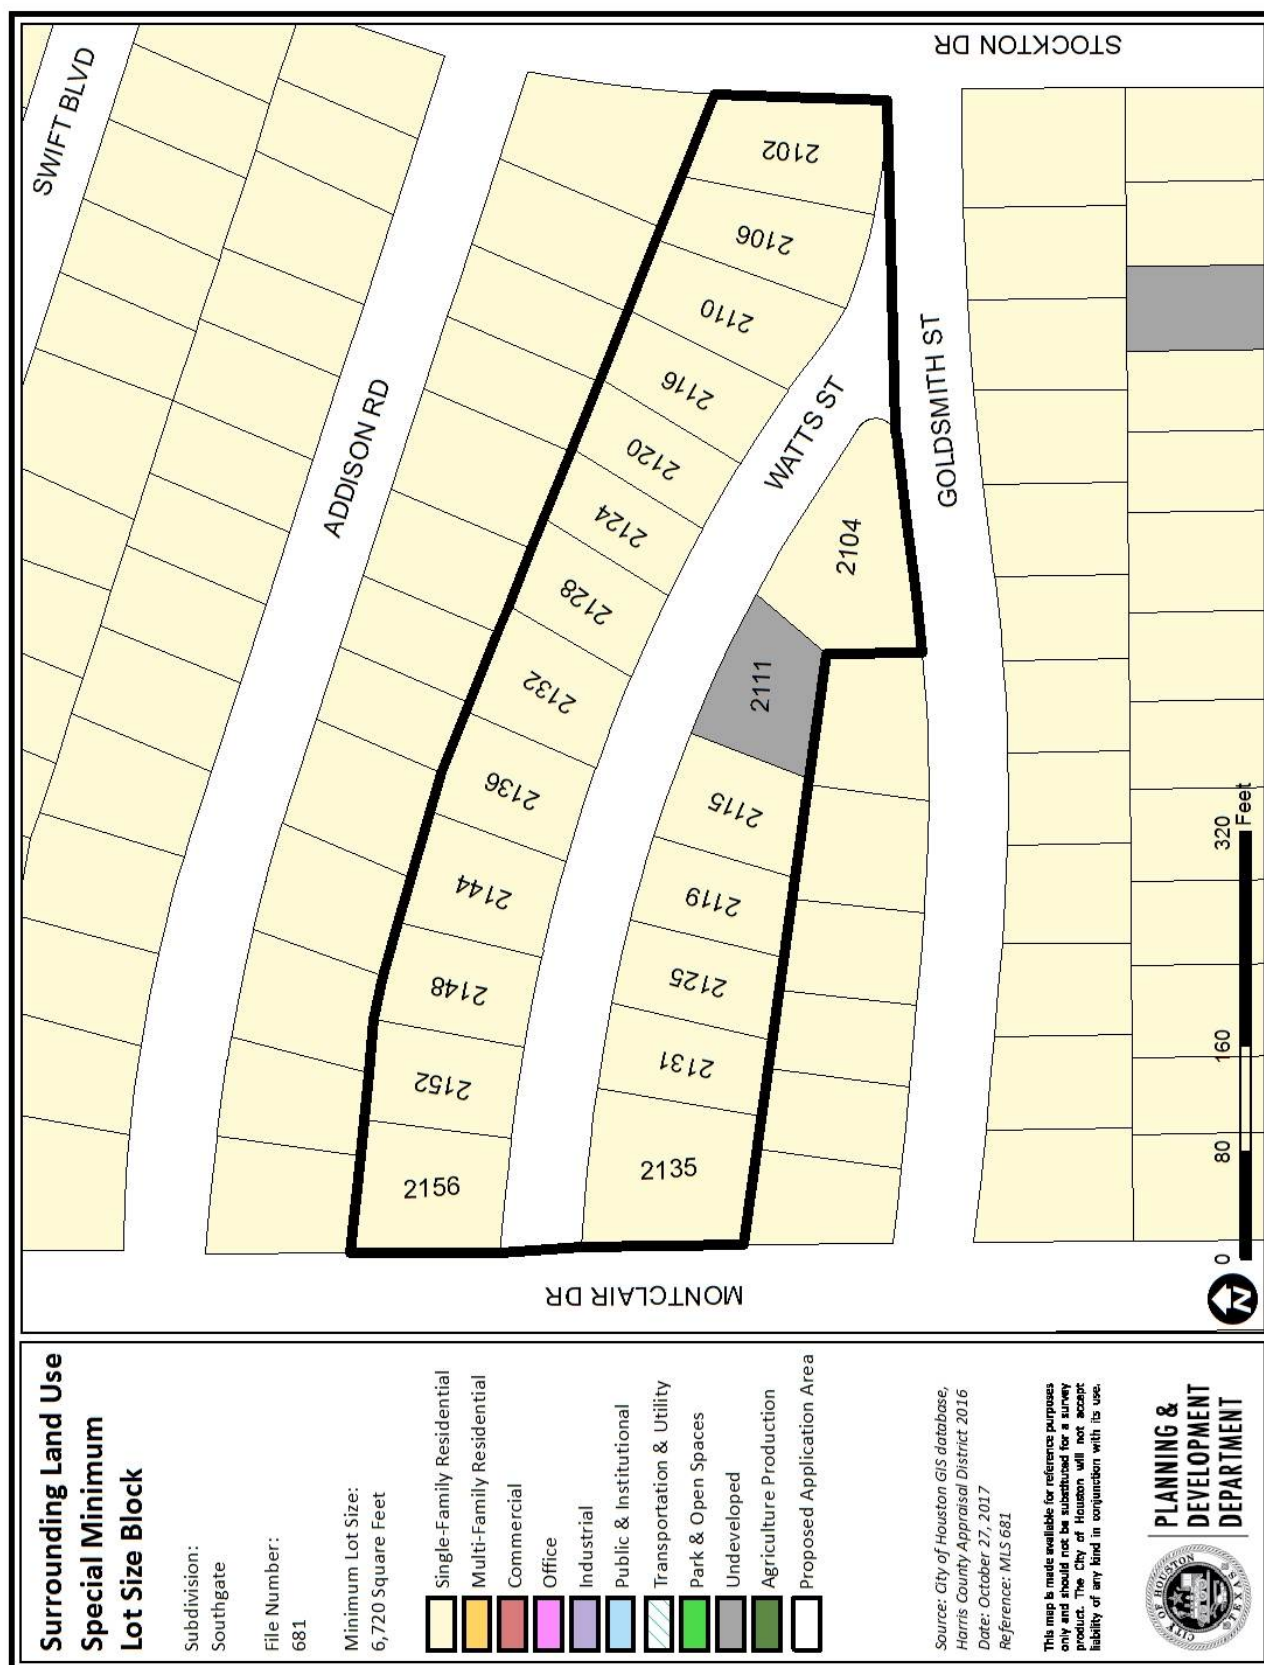 Surrounding Land Use
Special Minimum
Lot Size Block
Subdivision:
Southgate
File Number:
681
Minimum Lot Size:
6,720 Square Feet
Single-Family Residential
Multi-Family Residential
Commercial
Office
Industrial
Public & Institutional
Transportation & Utility
Park & Open Spaces
Undeveloped
Agriculture Production
Proposed Application Area
Source: City of Houston GIS database,
Harris County Appraisal District 2016
Date: October 27, 2017
Reference: MLS 681
This map is made available for reference purposes
only and should not be substituted for a survey
product. The City of Houston will not accept
liability of any kind in conjunction with its use.
CITY OF HOUSTON
TEXAS
PLANNING &
DEVELOPMENT
DEPARTMENT
SWIFT BLVD
ADDISON RD
STOCKTON DR
WATTS ST
GOLDSMITH ST
MONTCLAIR DR
2156
2152
2148
2144
2136
2132
2128
2124
2120
2116
2110
2106
2102
2135
2131
2125
2119
2115
2111
2104
N
0 80 160 320
Feet